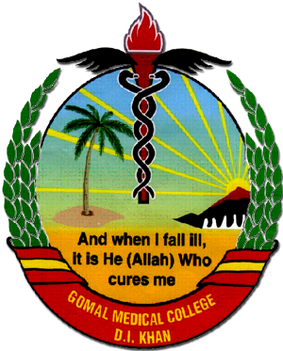 And when I fall ill,
It is He (Allah) Who
cures me
GOMAL MEDICAL COLLEGE
D.I. KHAN